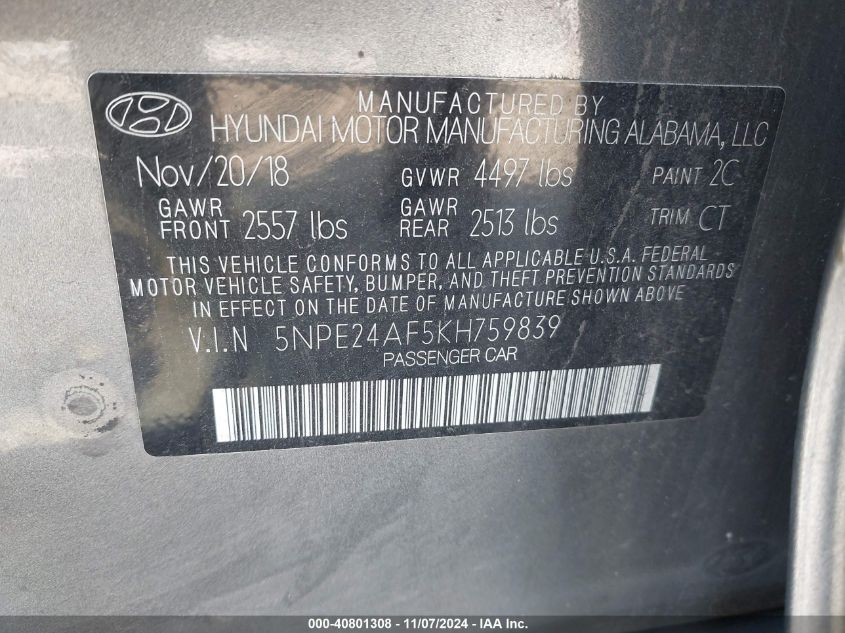 MANUFACTURED BY
HYUNDAI MOTOR MANUFACTURING ALABAMA, LLC
Nov/20/18 GVWR 4497 lbs PAINT 2C
GAWR FRONT 2557 lbs GAWR REAR 2513 lbs TRIM CT
THIS VEHICLE CONFORMS TO ALL APPLICABLE U.S.A. FEDERAL
MOTOR VEHICLE SAFETY, BUMPER, AND THEFT PREVENTION STANDARDS
IN EFFECT ON THE DATE OF MANUFACTURE SHOWN ABOVE
V.I.N 5NPE24AF5KH759839
PASSENGER CAR
000-40801308 - 11/07/2024 - IAA Inc.